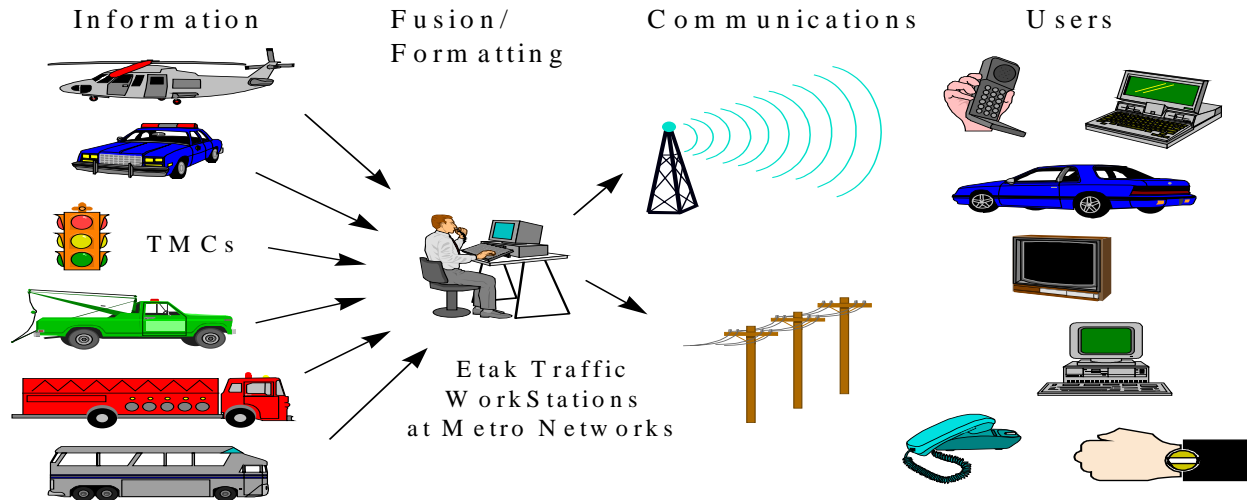 Information
Fusion/
Formatting
Communications
Users
TMCs
Etak Traffic
WorkStations
at Metro Networks